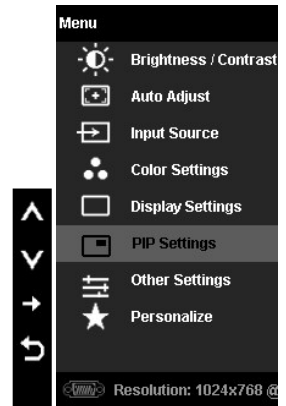 Menu
Brightness / Contrast
Auto Adjust
Input Source
Color Settings
Display Settings
PIP Settings
Other Settings
Personalize
Resolution: 1024x768 @